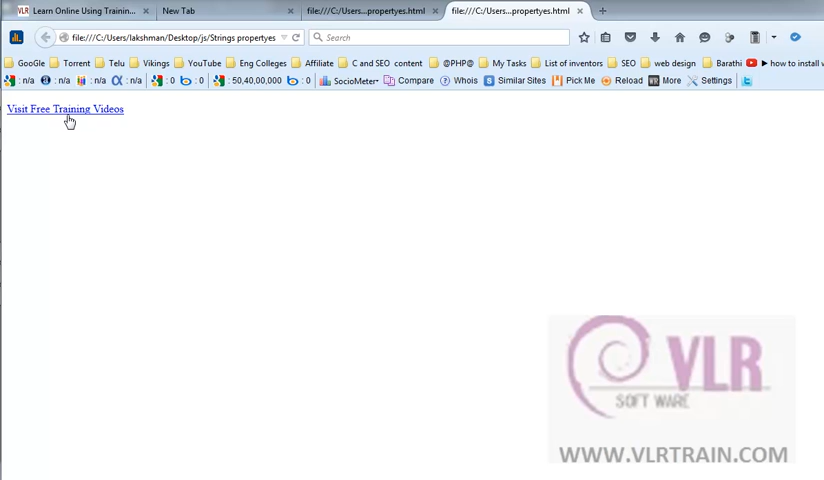 VLR Learn Online Using Trainin...
New Tab
file:///C:/Users...propertyes.html
file:///C:/Users...propertyes.html
file:///C:/Users/lakshman/Desktop/js/Strings propertyes
Search
GooGle Torrent Telu Vikings YouTube Eng Colleges Affiliate C and SEO content @PHP@ My Tasks List of inventors SEO web design Barathi how to install w
: n/a : n/a : n/a : n/a : 0 : 0 : 50,40,00,000 : 0 SocioMeter Compare Whois Similar Sites Pick Me Reload More Settings
Visit Free Training Videos
VLR
SOFT WARE
WWW.VLRTRAIN.COM